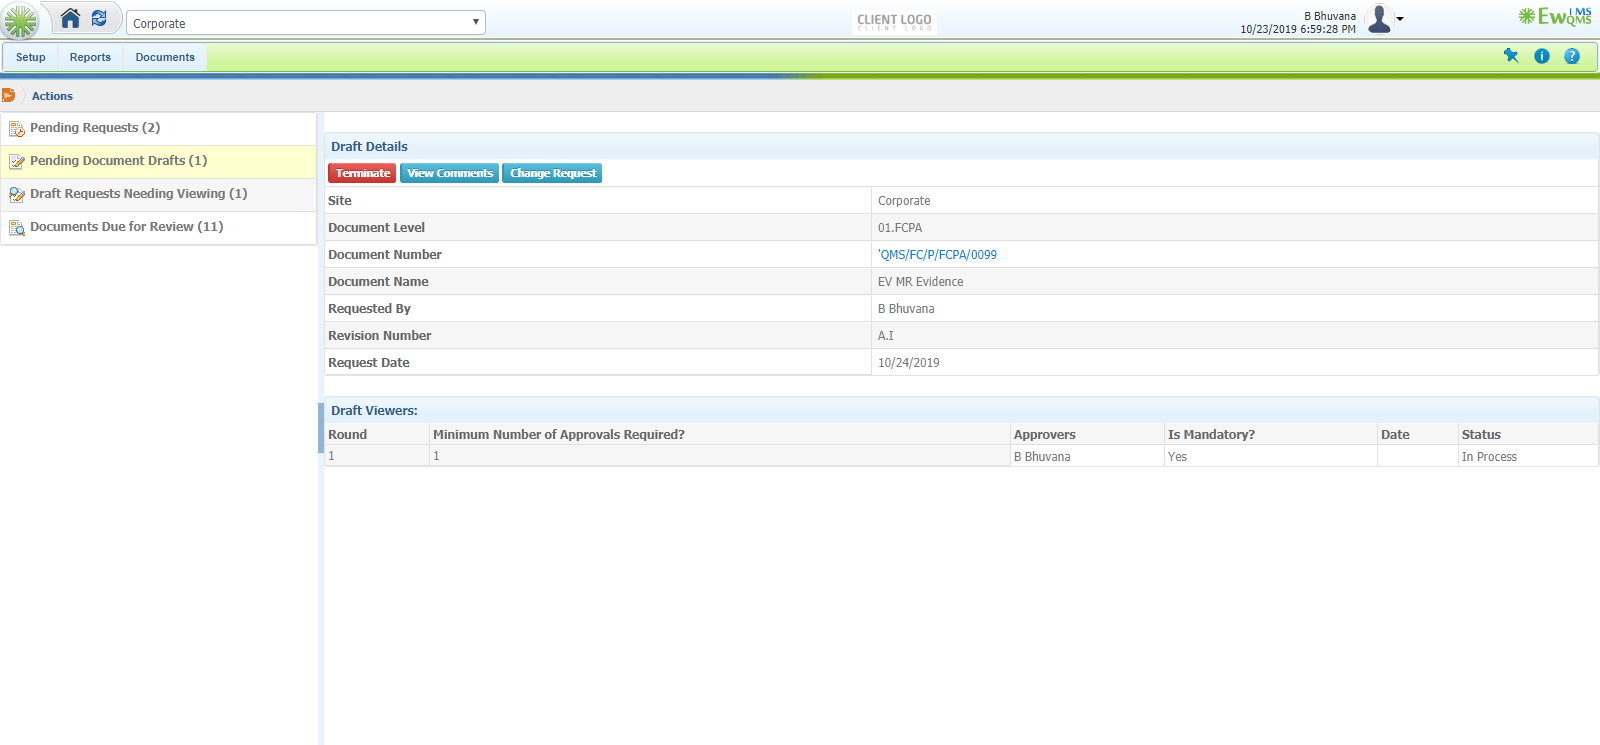 Corporate
CLIENT LOGO
CLIENT LOGO
B Bhuvana
10/23/2019 6:59:28 PM
EwQMS IMS
Setup Reports Documents
Actions
Pending Requests (2)
Pending Document Drafts (1)
Draft Requests Needing Viewing (1)
Documents Due for Review (11)
Draft Details
Terminate View Comments Change Request
Site Corporate
Document Level 01.FCPA
Document Number 'QMS/FC/P/FCPA/0099
Document Name EV MR Evidence
Requested By B Bhuvana
Revision Number A.I
Request Date 10/24/2019
Draft Viewers:
Round Minimum Number of Approvals Required? Approvers Is Mandatory? Date Status
1 1 B Bhuvana Yes In Process